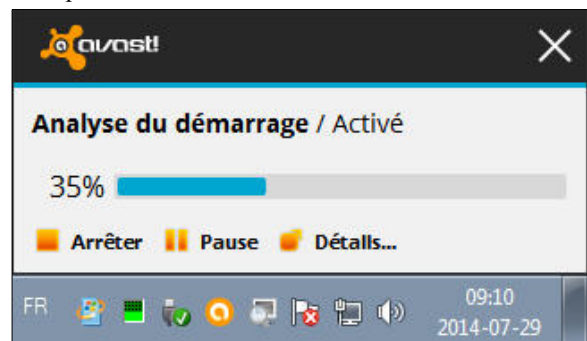 avast!
Analyse du démarrage / Activé
35%
Arrêter Pause Détails...
FR 09:10
2014-07-29